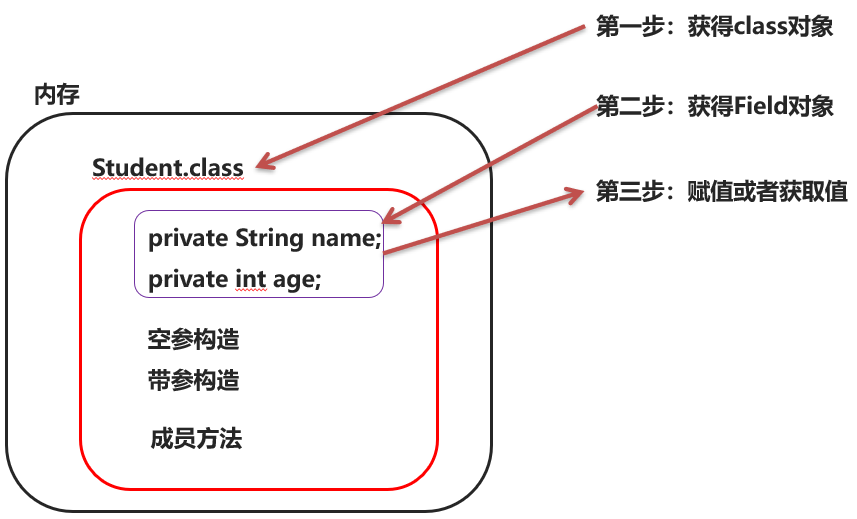 第一步：获得class对象
内存
第二步：获得Field对象
Student.class
第三步：赋值或者获取值
private String name;
private int age;
空参构造
带参构造
成员方法